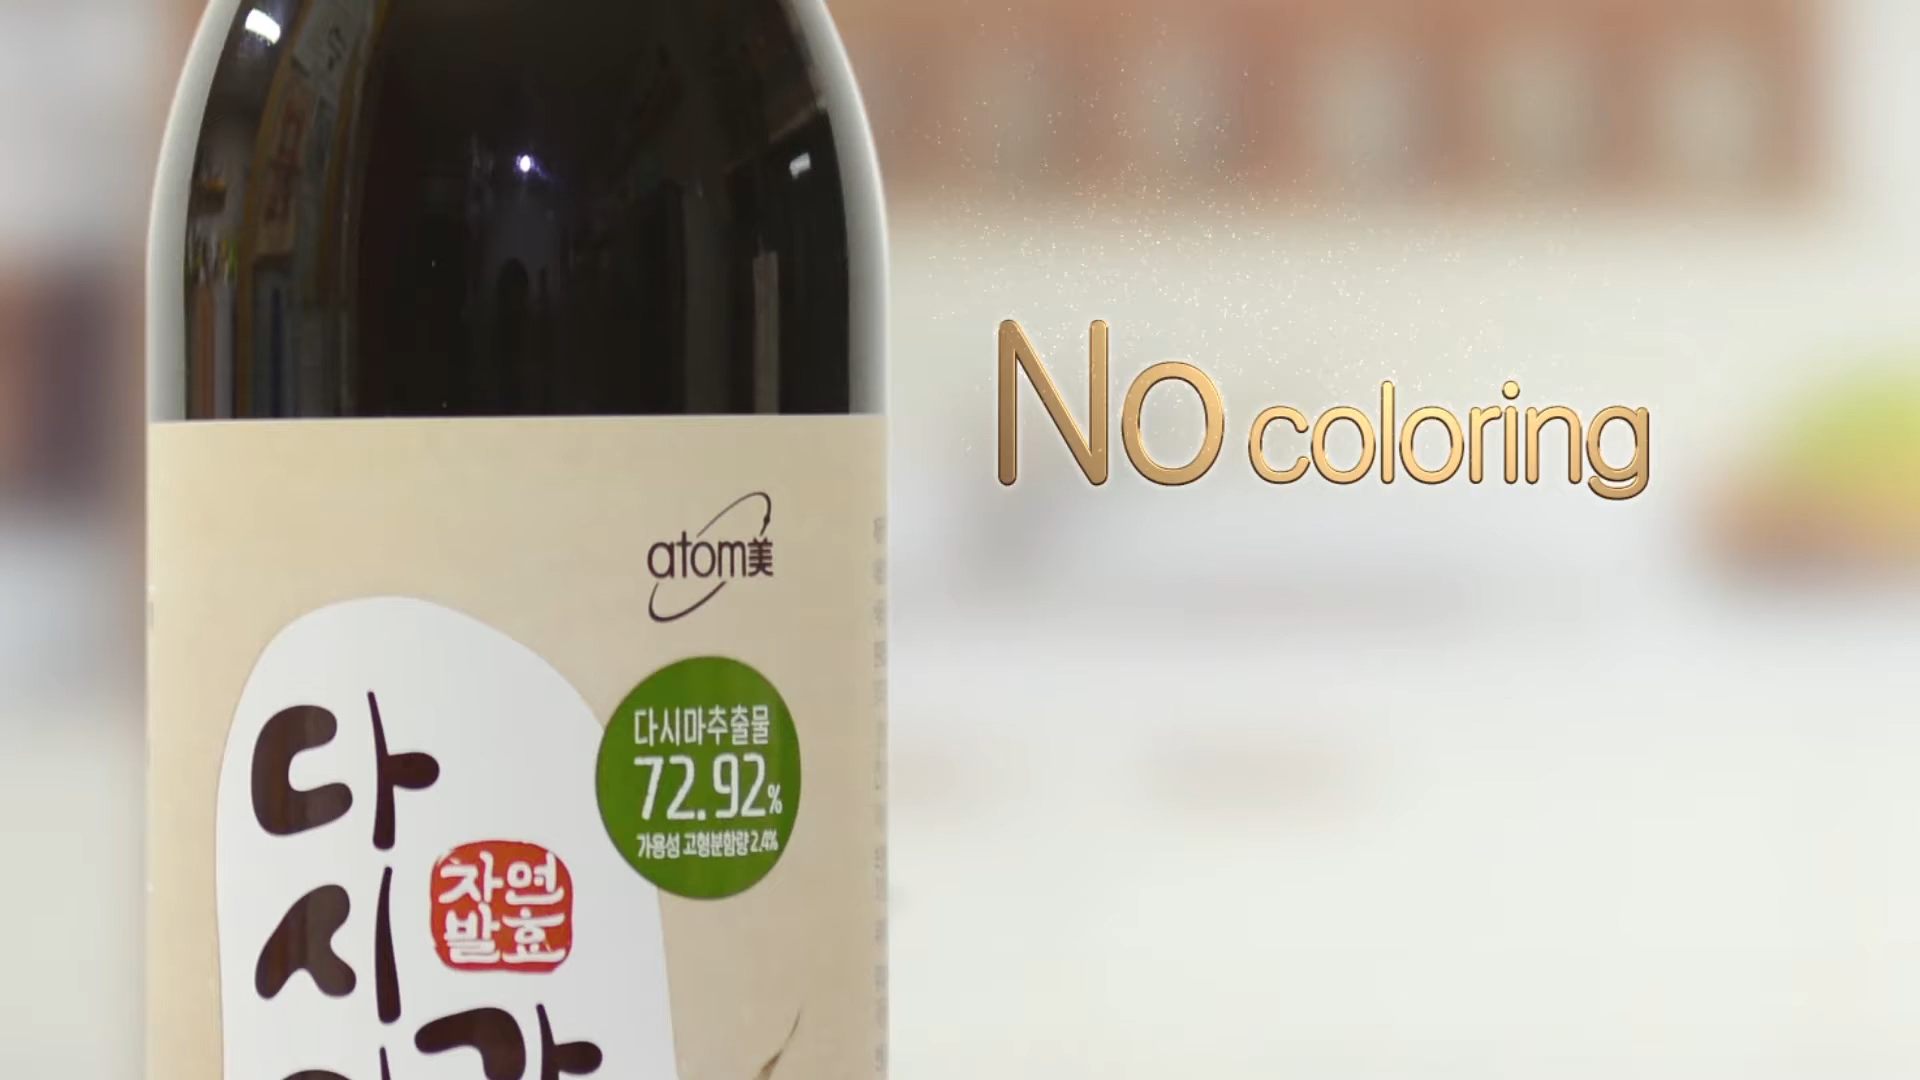 No coloring
atom美
다시마추출물
72.92%
가용성 고형분함량 2.4%
다시
자연
발효